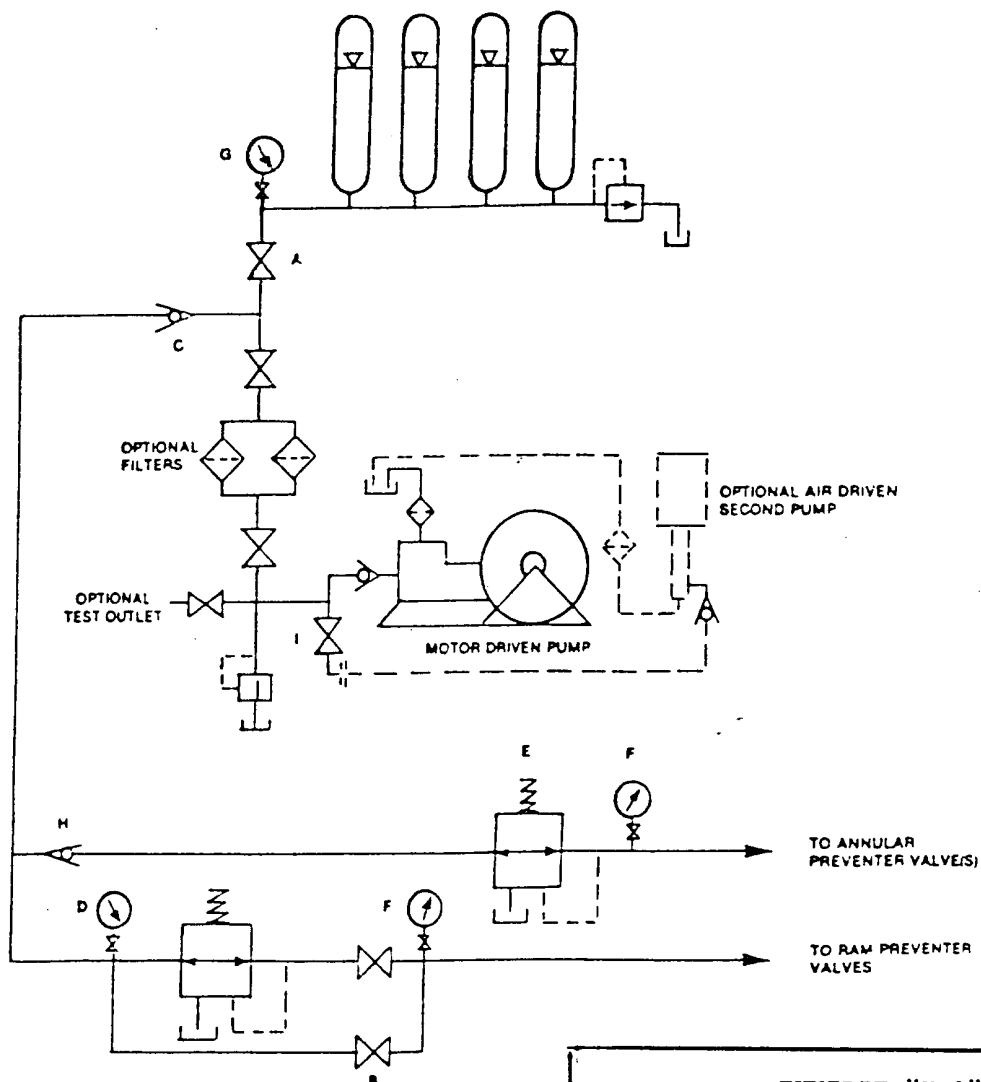 G
A
C
OPTIONAL
FILTERS
OPTIONAL AIR DRIVEN
SECOND PUMP
OPTIONAL
TEST OUTLET
I
MOTOR DRIVEN PUMP
E
F
H
TO ANNULAR
PREVENTER VALVE(S)
D
F
TO RAM PREVENTER
VALVES